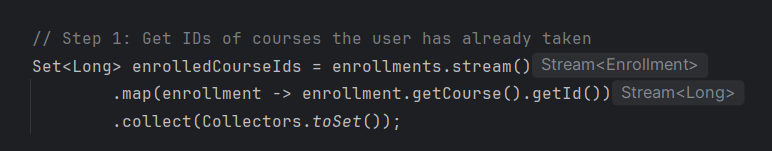 // Step 1: Get IDs of courses the user has already taken
Set<Long> enrolledCourseIds = enrollments.stream() Stream<Enrollment>
.map(enrollment -> enrollment.getCourse().getId()) Stream<Long>
.collect(Collectors.toSet());